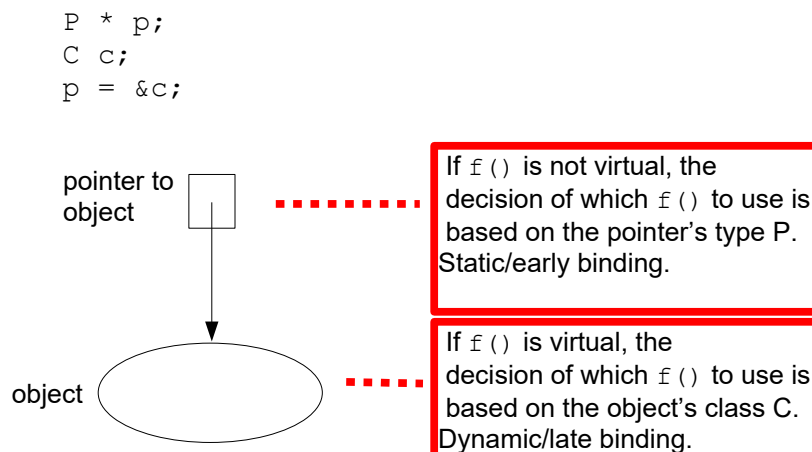 P * p;
C c;
p = &c;
pointer to
object
If f() is not virtual, the
decision of which f() to use is
based on the pointer's type P.
Static/early binding.
object
If f() is virtual, the
decision of which f() to use is
based on the object's class C.
Dynamic/late binding.